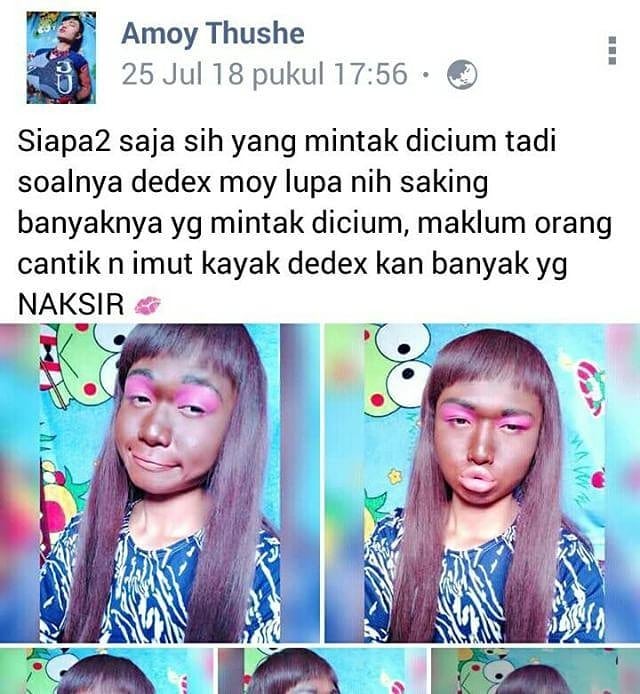 Amoy Thushe
25 Jul 18 pukul 17:56 ·
Siapa2 saja sih yang mintak dicium tadi
soalnya dedex moy lupa nih saking
banyaknya yg mintak dicium, maklum orang
cantik n imut kayak dedex kan banyak yg
NAKSIR 💋